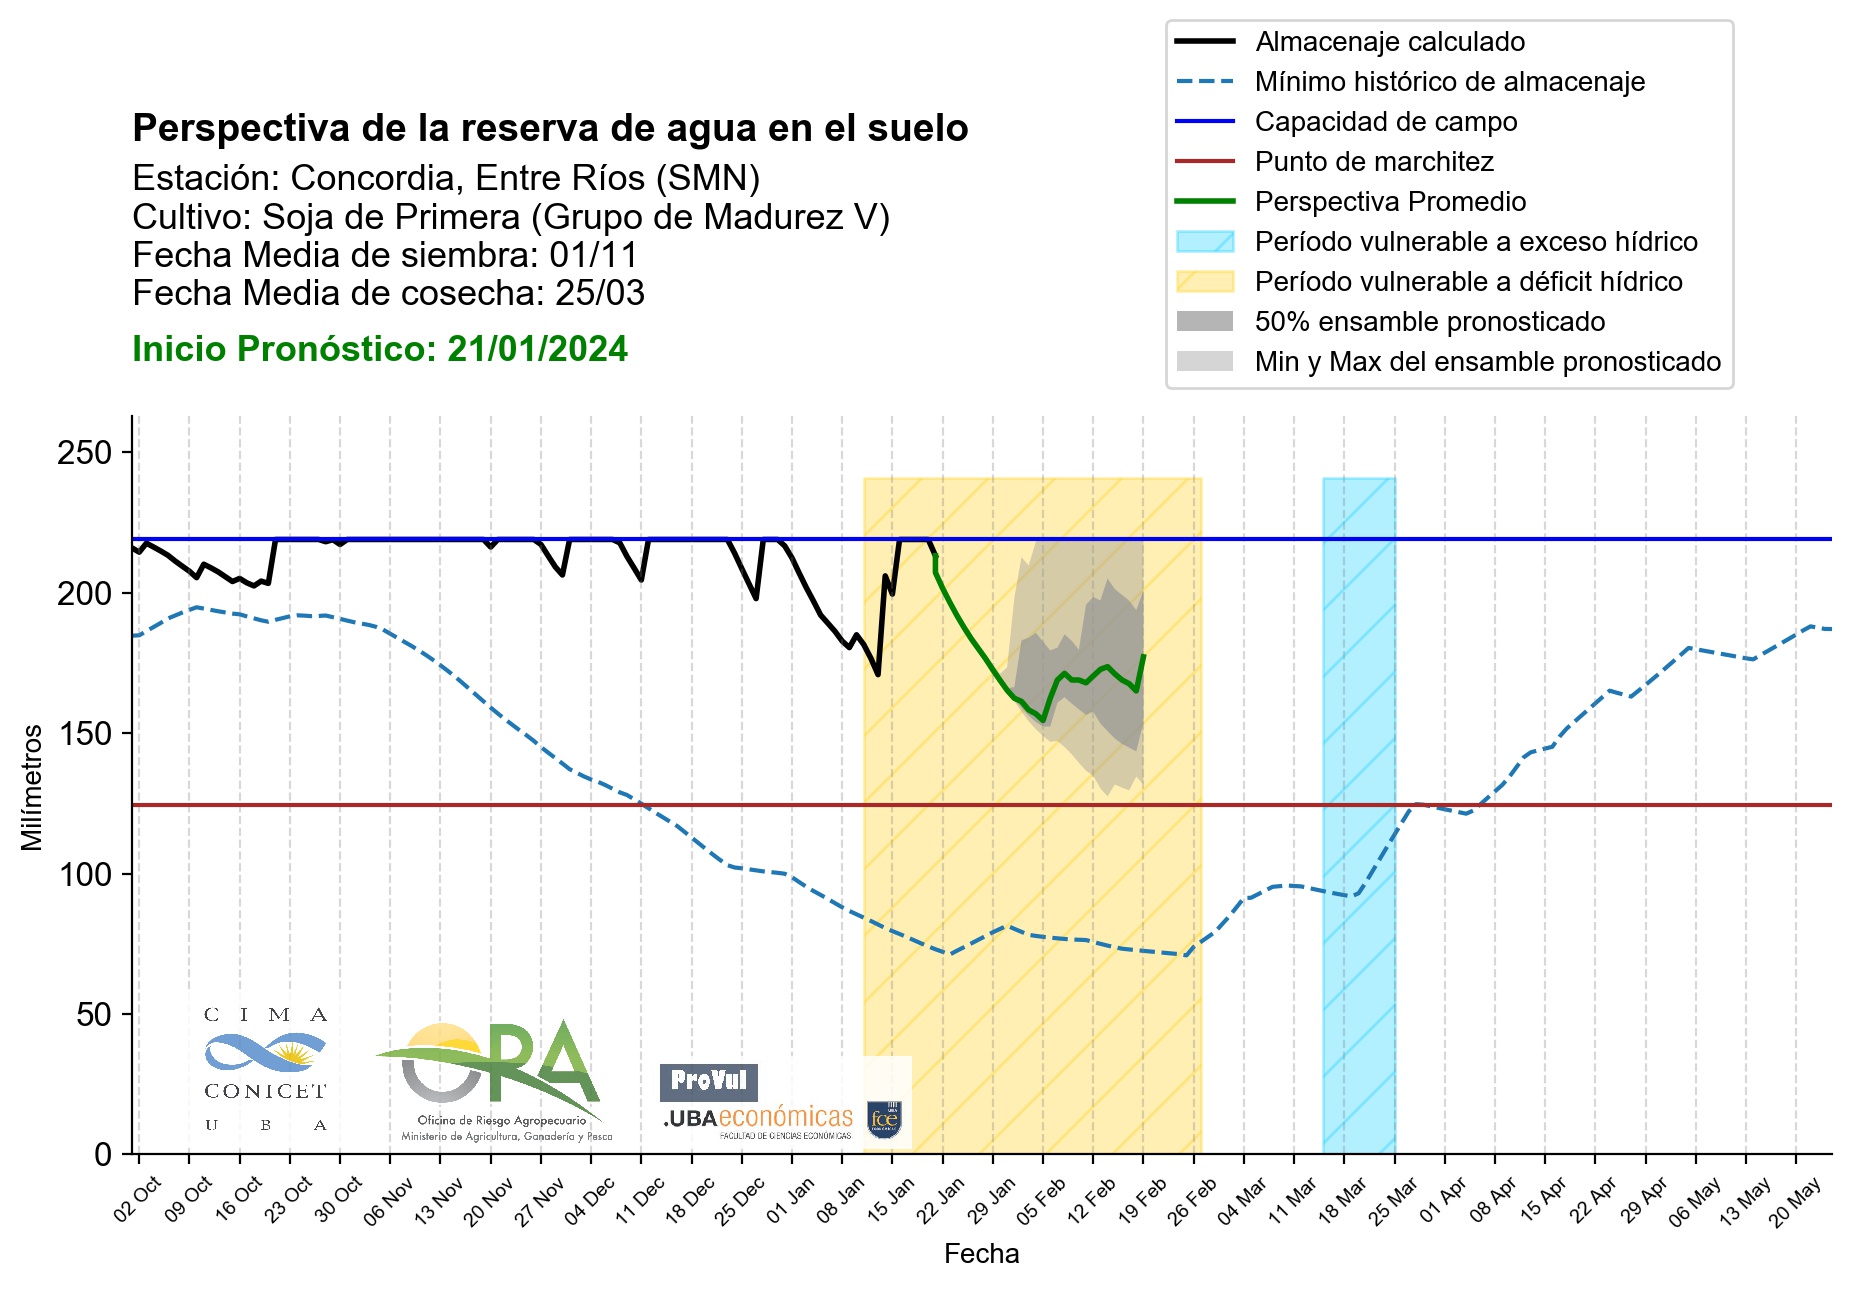 Almacenaje calculado
Mínimo histórico de almacenaje
Capacidad de campo
Punto de marchitez
Perspectiva Promedio
Período vulnerable a exceso hídrico
Período vulnerable a déficit hídrico
50% ensamble pronosticado
Min y Max del ensamble pronosticado
Perspectiva de la reserva de agua en el suelo
Estación: Concordia, Entre Ríos (SMN)
Cultivo: Soja de Primera (Grupo de Madurez V)
Fecha Media de siembra: 01/11
Fecha Media de cosecha: 25/03
Inicio Pronóstico: 21/01/2024
250
200
150
100
50
0
Milímetros
CIMA
CONICET
UBA
ORA
Oficina de Riesgo Agropecuario
Ministerio de Agricultura, Ganadería y Pesca
ProVul
.UBAeconómicas
FACULTAD DE CIENCIAS ECONÓMICAS
UBA
fce
ECONÓMICAS
02 Oct
09 Oct
16 Oct
23 Oct
30 Oct
06 Nov
13 Nov
20 Nov
27 Nov
04 Dec
11 Dec
18 Dec
25 Dec
01 Jan
08 Jan
15 Jan
22 Jan
29 Jan
05 Feb
12 Feb
19 Feb
26 Feb
04 Mar
11 Mar
18 Mar
25 Mar
01 Apr
08 Apr
15 Apr
22 Apr
29 Apr
06 May
13 May
20 May
Fecha